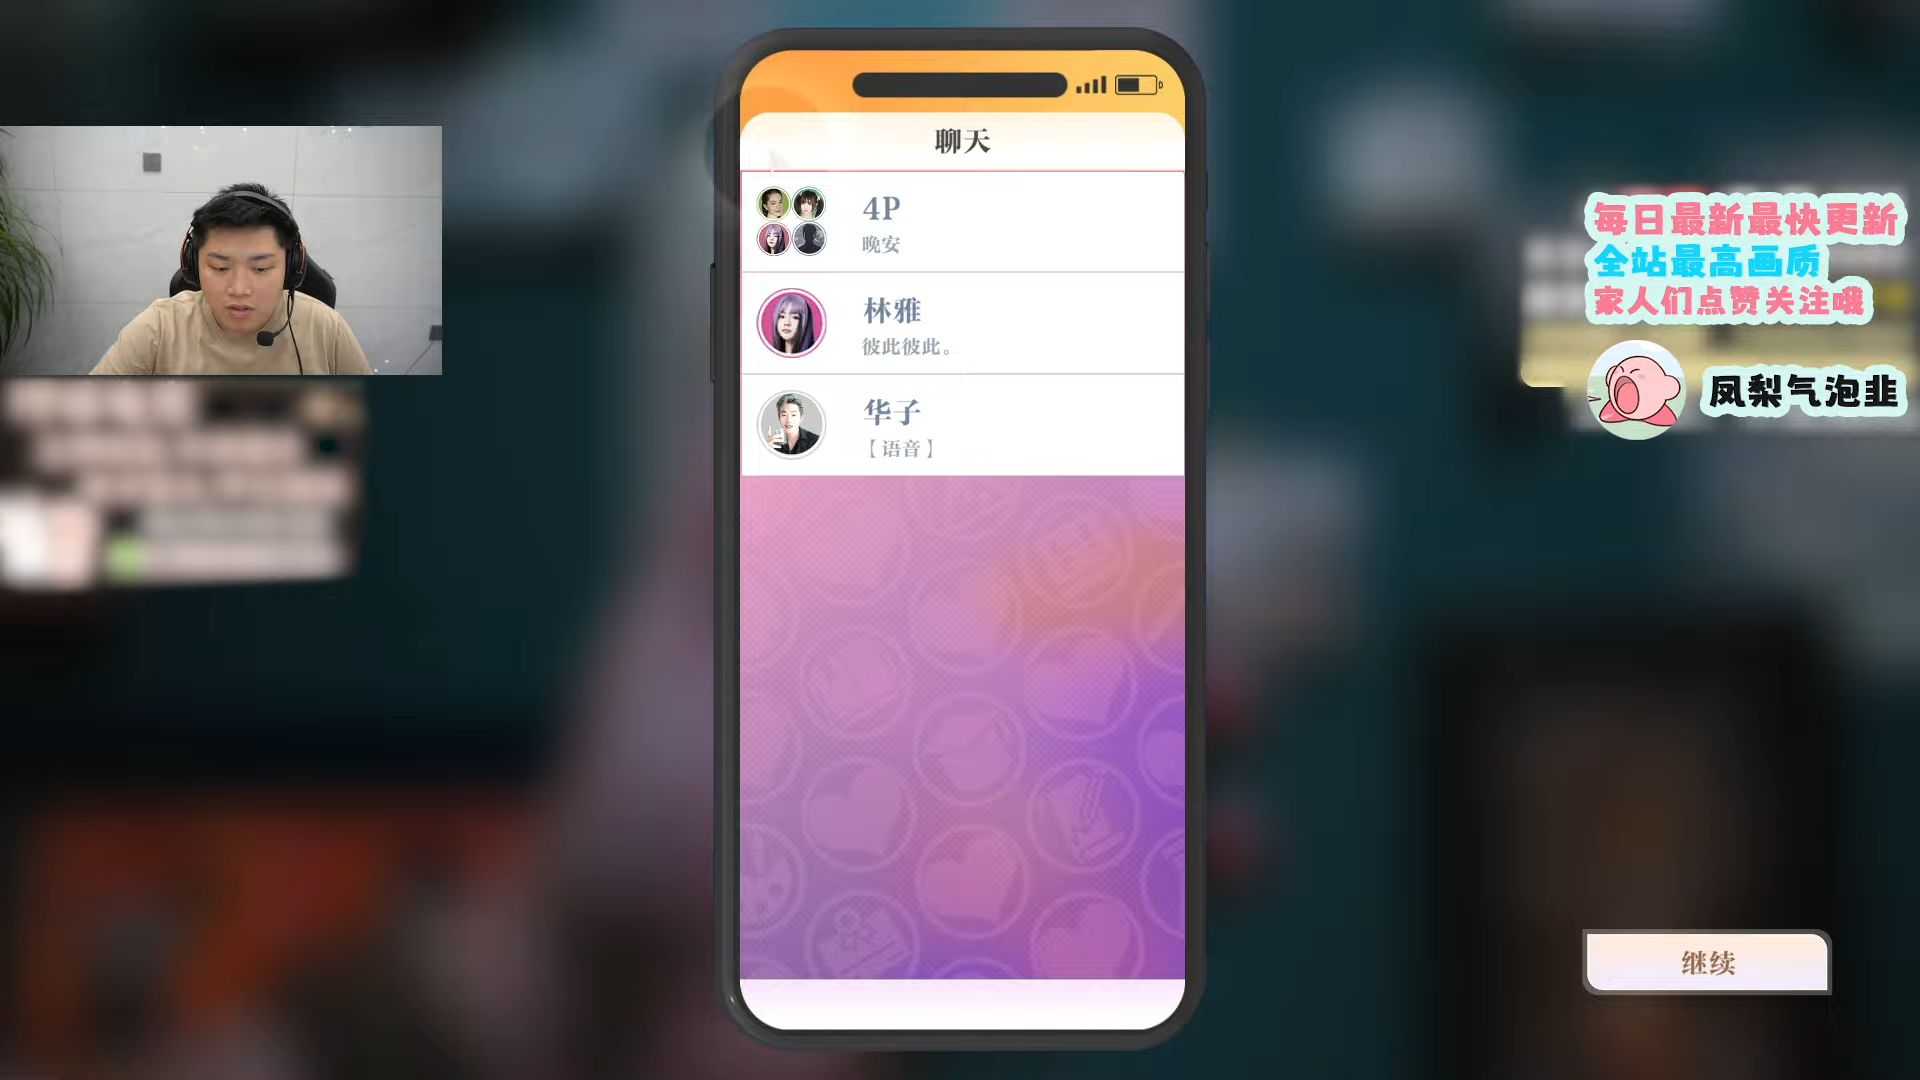 聊天
4P
晚安
林雅
彼此彼此。
华子
【语音】
每日最新最快更新
全站最高画质
家人们点赞关注哦
凤梨气泡韭
继续